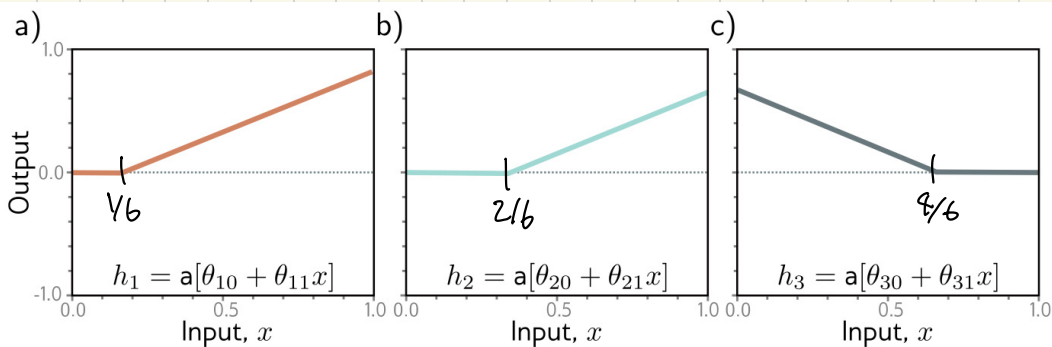 a)
1.0
0.0
-1.0
Output
1/6
h₁ = a[θ₁₀ + θ₁₁x]
0.0 0.5 1.0
Input, x
b)
2/6
h₂ = a[θ₂₀ + θ₂₁x]
0.0 0.5 1.0
Input, x
c)
h₃ = a[θ₃₀ + θ₃₁x]
0.0 0.5 1.0
Input, x